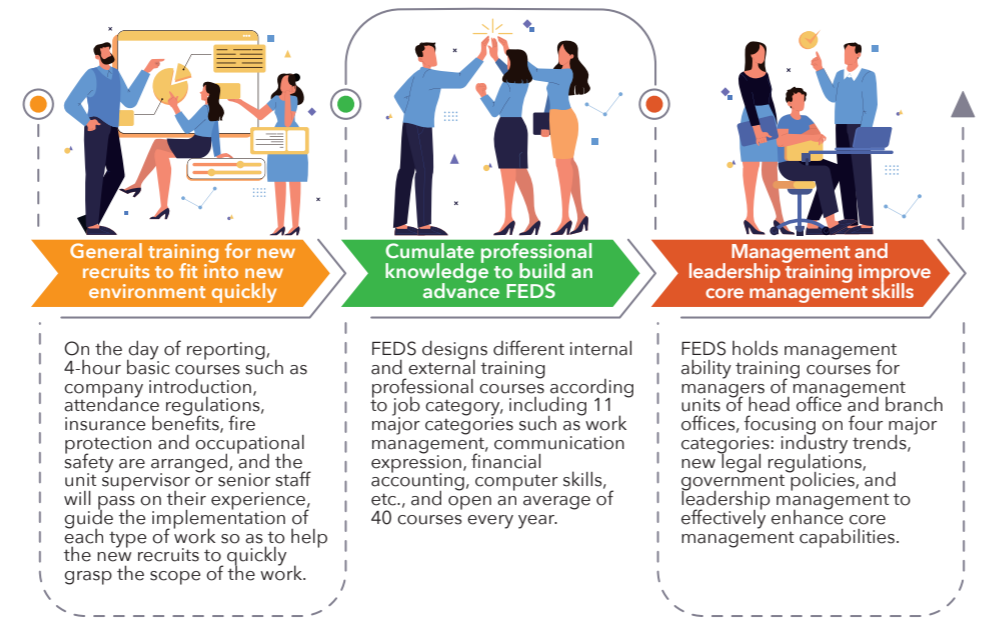 General training for new
recruits to fit into new
environment quickly
On the day of reporting,
4-hour basic courses such as
company introduction,
attendance regulations,
insurance benefits, fire
protection and occupational
safety are arranged, and the
unit supervisor or senior staff
will pass on their experience,
guide the implementation of
each type of work so as to help
the new recruits to quickly
grasp the scope of the work.
Cumulate professional
knowledge to build an
advance FEDS
FEDS designs different internal
and external training
professional courses according
to job category, including 11
major categories such as work
management, communication
expression, financial
accounting, computer skills,
etc., and open an average of
40 courses every year.
Management and
leadership training improve
core management skills
FEDS holds management
ability training courses for
managers of management
units of head office and branch
offices, focusing on four major
categories: industry trends,
new legal regulations,
government policies, and
leadership management to
effectively enhance core
management capabilities.